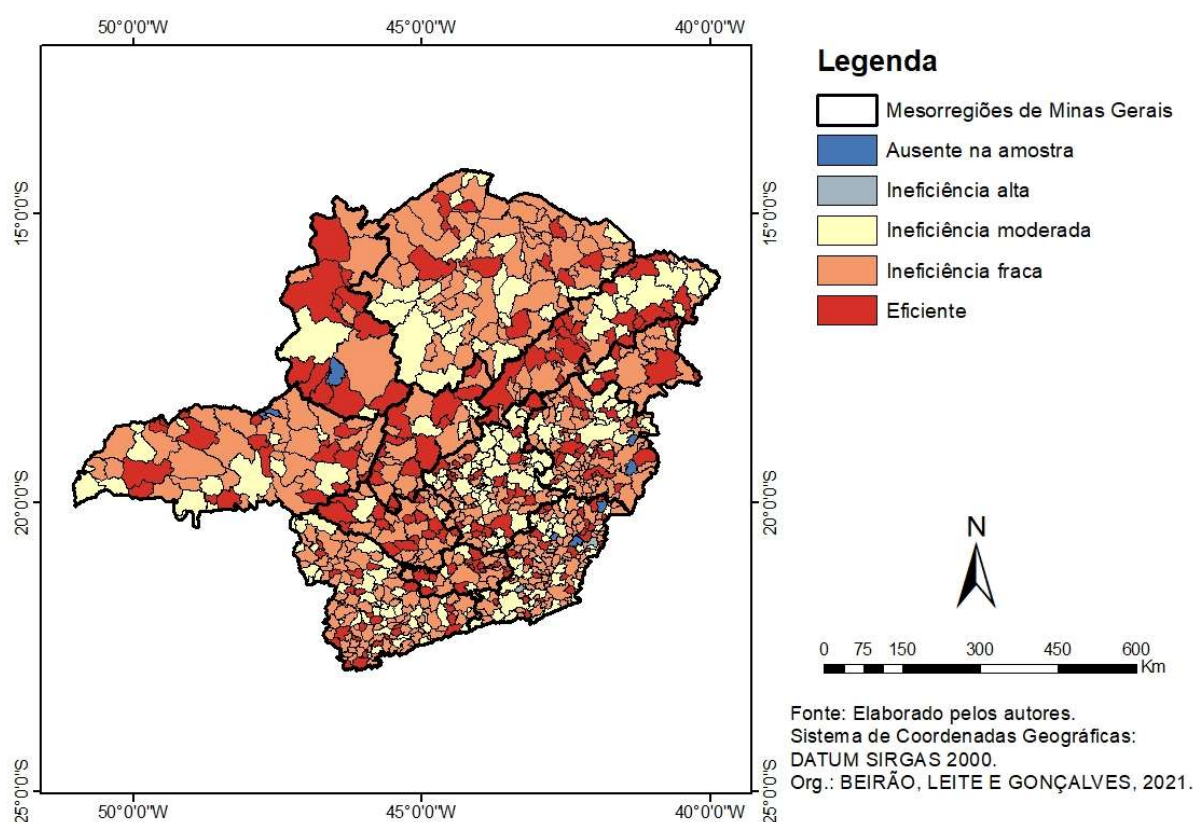 50°0'0"W
45°0'0"W
40°0'0"W
15°0'0"S
15°0'0"S
20°0'0"S
20°0'0"S
25°0'0"S
25°0'0"S
50°0'0"W
45°0'0"W
40°0'0"W
Legenda
Mesorregiões de Minas Gerais
Ausente na amostra
Ineficiência alta
Ineficiência moderada
Ineficiência fraca
Eficiente
N
0 75 150 300 450 600
Km
Fonte: Elaborado pelos autores.
Sistema de Coordenadas Geográficas:
DATUM SIRGAS 2000.
Org.: BEIRÃO, LEITE E GONÇALVES, 2021.